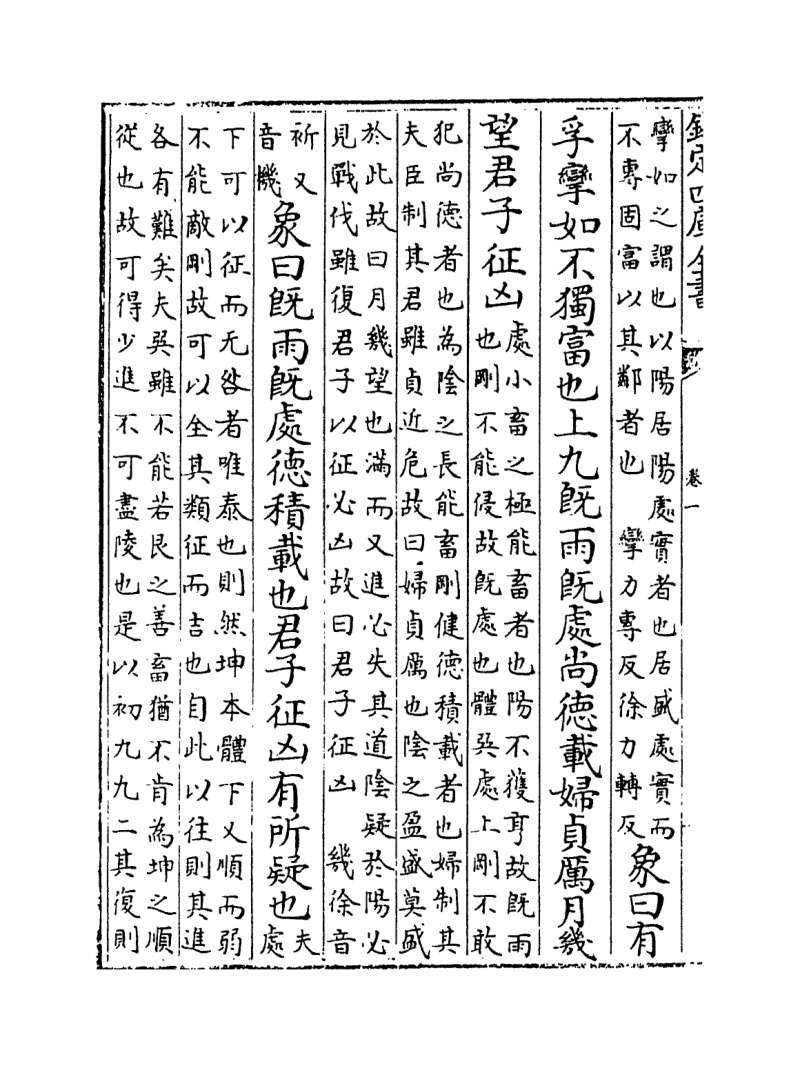 欽定四庫全書
卷一
攣如之謂也以陽居陽處實者也居盛處實而
不專固富以其鄰者也　攣力專反徐力轉反
象曰有
孚攣如不獨富也上九旣雨旣處尚德載婦貞厲月幾
望君子征凶
處小畜之極能畜者也陽不獲亨故旣雨
也剛不能侵故旣處也體巽處上剛不敢
犯尚德者也為陰之長能畜剛健德積載者也婦制其
夫臣制其君雖貞近危故曰婦貞厲也陰之盈盛莫盛
於此故曰月幾望也滿而又進必失其道陰疑於陽必
見戰伐雖復君子以征必凶故曰君子征凶　幾徐音
祈又
音機
象曰旣雨旣處德積載也君子征凶有所疑也
夫
處
下可以征而无咎者唯泰也則然坤本體下又順而弱
不能敵剛故可以全其類征而吉也自此以往則其進
各有難矣夫巽雖不能若艮之善畜猶不肯為坤之順
從也故可得少進不可盡陵也是以初九九二其復則